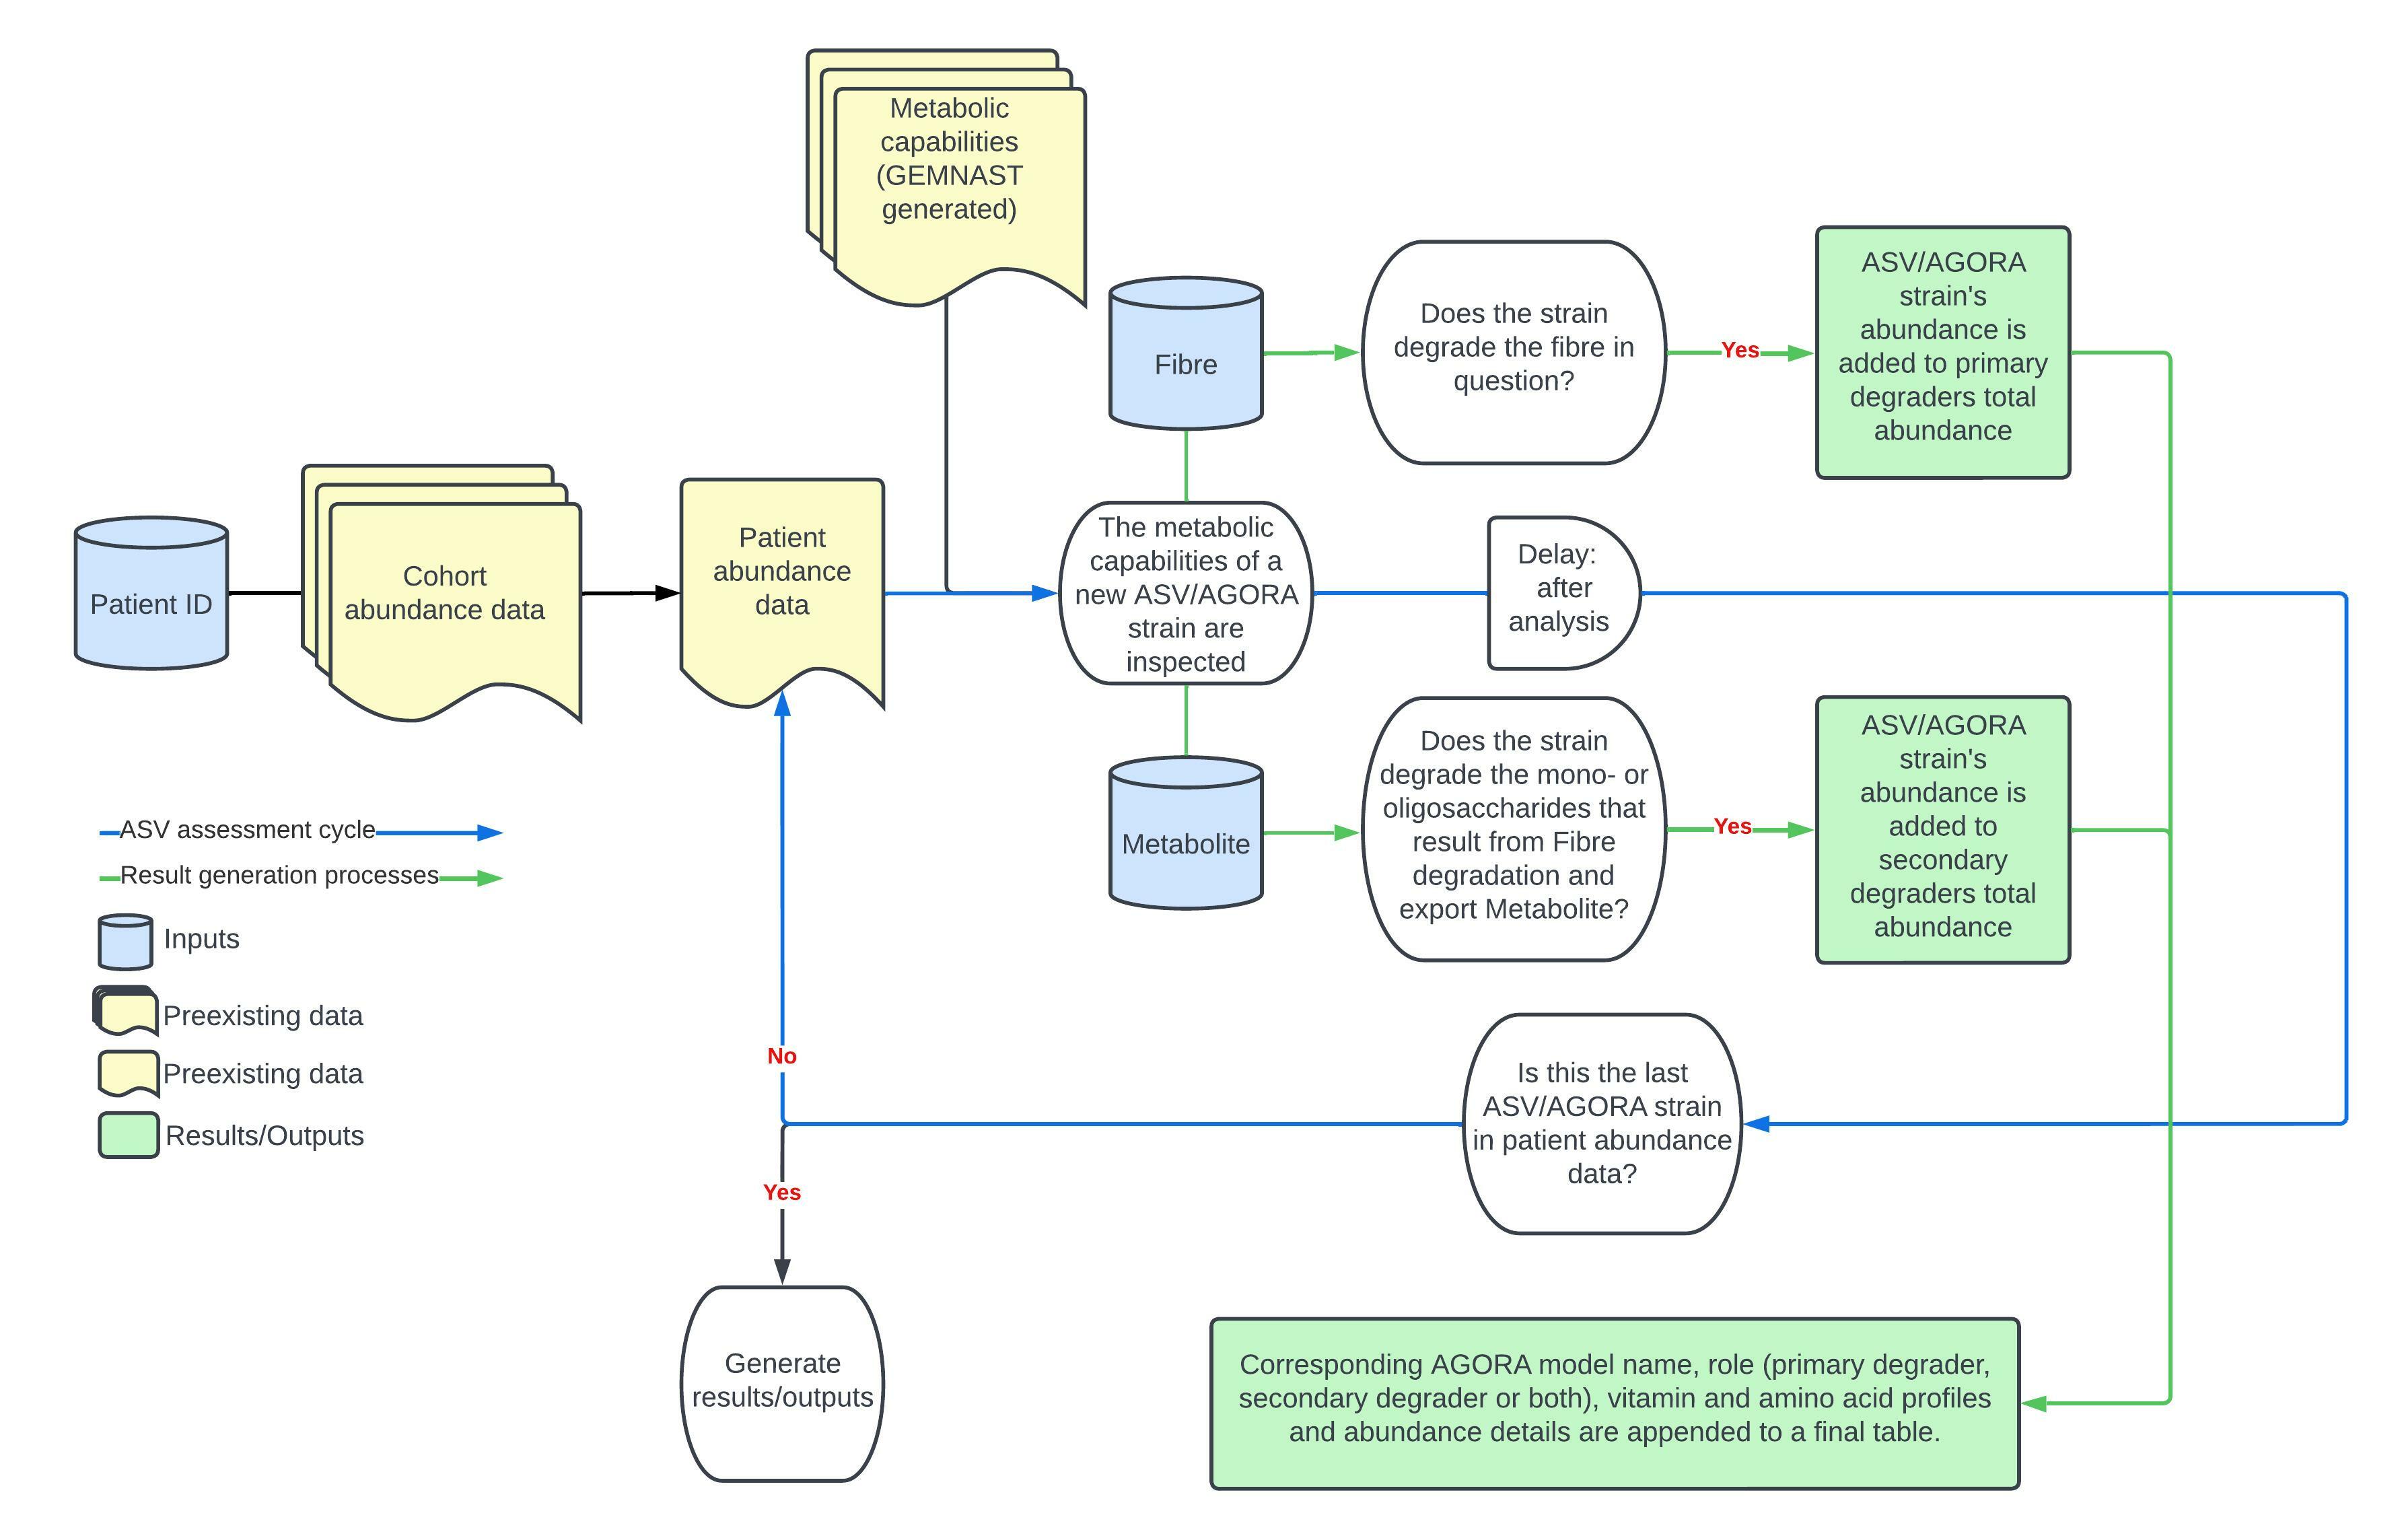 Metabolic
capabilities
(GEMNAST
generated)
Fibre
Does the strain
degrade the fibre in
question?
Yes
ASV/AGORA
strain's
abundance is
added to primary
degraders total
abundance
Patient ID
Cohort
abundance data
Patient
abundance
data
The metabolic
capabilities of a
new ASV/AGORA
strain are
inspected
Delay:
after
analysis
Metabolite
Does the strain
degrade the mono- or
oligosaccharides that
result from Fibre
degradation and
export Metabolite?
Yes
ASV/AGORA
strain's
abundance is
added to
secondary
degraders total
abundance
ASV assessment cycle
Result generation processes
Inputs
Preexisting data
Preexisting data
Results/Outputs
No
Is this the last
ASV/AGORA strain
in patient abundance
data?
Yes
Generate
results/outputs
Corresponding AGORA model name, role (primary degrader,
secondary degrader or both), vitamin and amino acid profiles
and abundance details are appended to a final table.